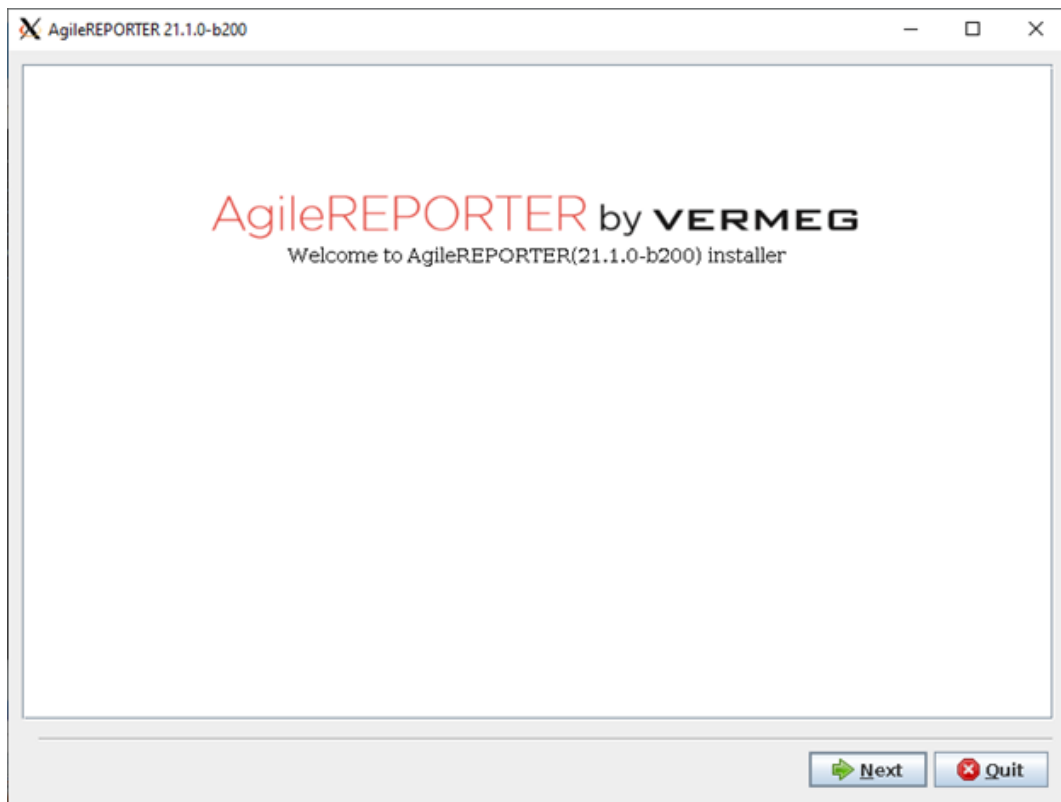 AgileREPORTER 21.1.0-b200
AgileREPORTER by VERMEG
Welcome to AgileREPORTER(21.1.0-b200) installer
Next Quit